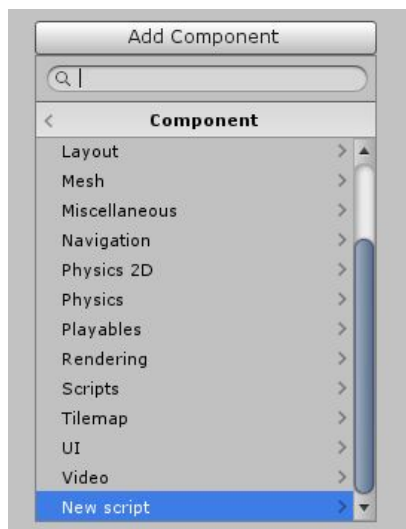 Add Component
Component
Layout
Mesh
Miscellaneous
Navigation
Physics 2D
Physics
Playables
Rendering
Scripts
Tilemap
UI
Video
New script